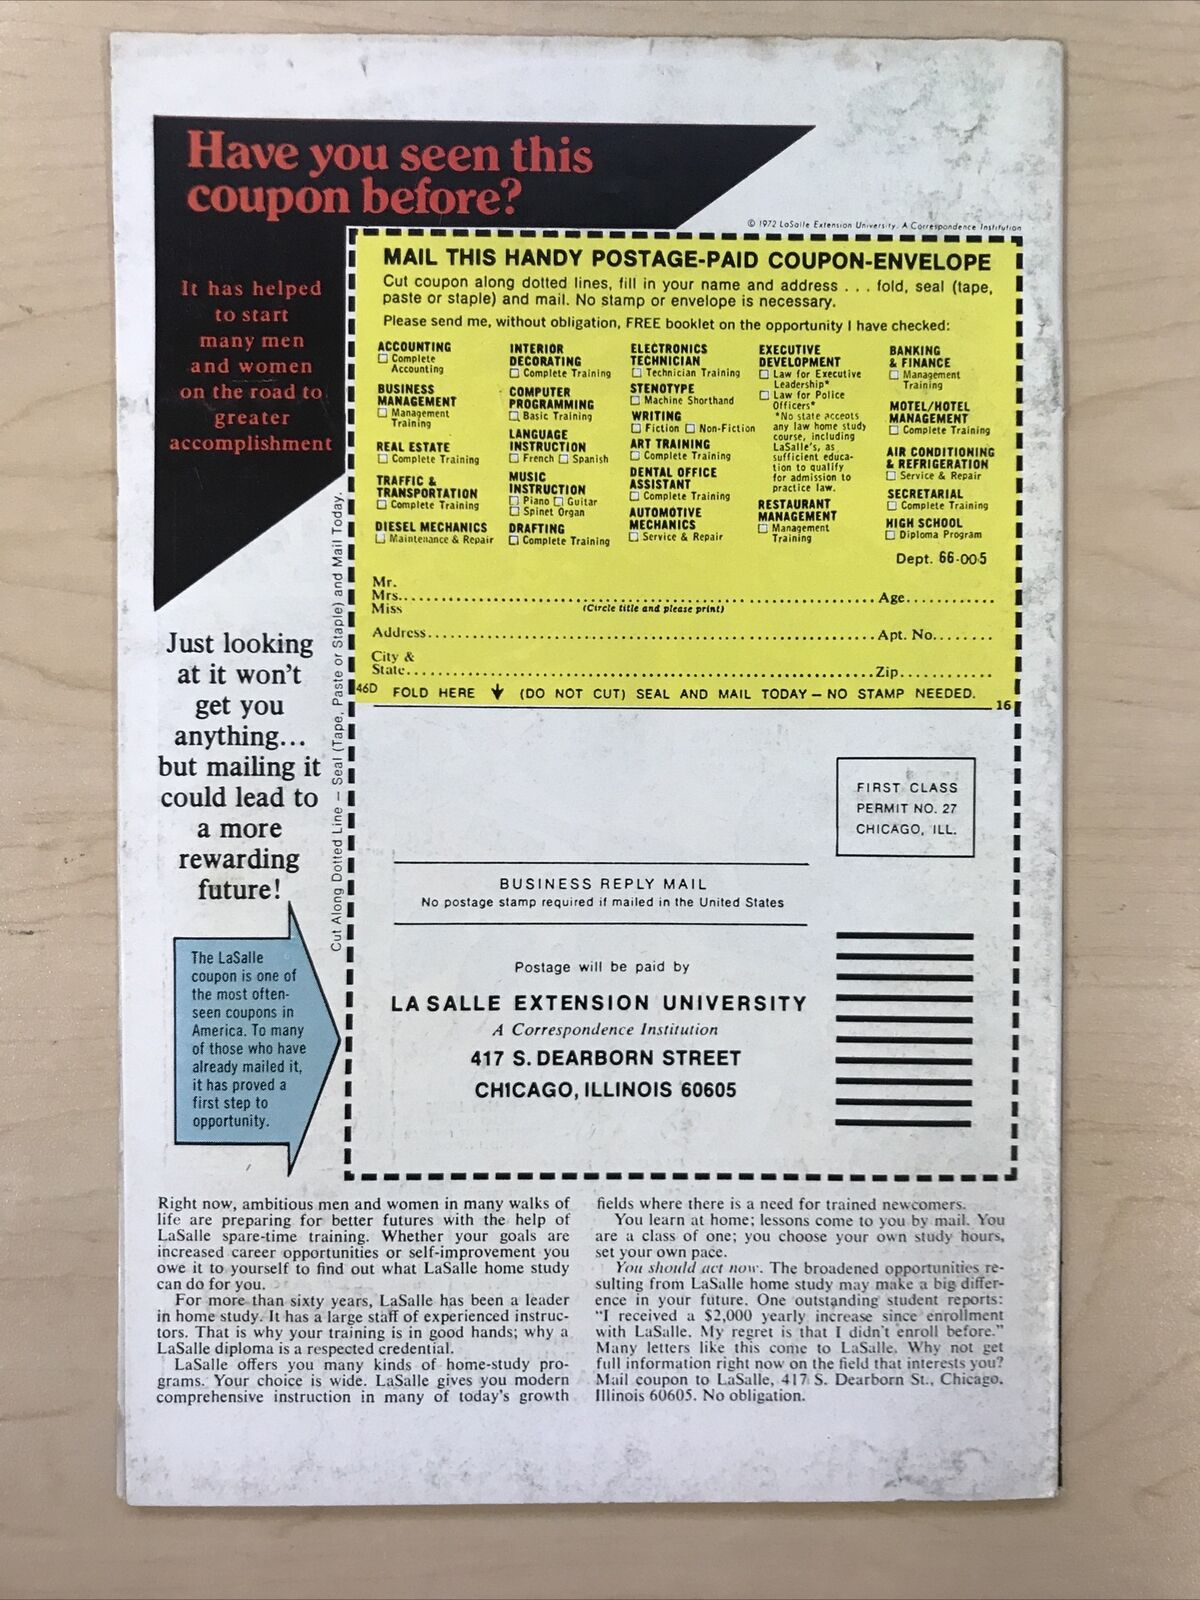 Have you seen this
coupon before?
© 1972 LaSalle Extension University. A Correspondence Institution
It has helped
to start
many men
and women
on the road to
greater
accomplishment
MAIL THIS HANDY POSTAGE-PAID COUPON-ENVELOPE
Cut coupon along dotted lines, fill in your name and address . . . fold, seal (tape,
paste or staple) and mail. No stamp or envelope is necessary.
Please send me, without obligation, FREE booklet on the opportunity I have checked:
ACCOUNTING
☐ Complete
Accounting
BUSINESS
MANAGEMENT
☐ Management
Training
REAL ESTATE
☐ Complete Training
TRAFFIC &
TRANSPORTATION
☐ Complete Training
DIESEL MECHANICS
☐ Maintenance & Repair
INTERIOR
DECORATING
☐ Complete Training
COMPUTER
PROGRAMMING
☐ Basic Training
LANGUAGE
INSTRUCTION
☐ French ☐ Spanish
MUSIC
INSTRUCTION
☐ Piano ☐ Guitar
☐ Spinet Organ
DRAFTING
☐ Complete Training
ELECTRONICS
TECHNICIAN
☐ Technician Training
STENOTYPE
☐ Machine Shorthand
WRITING
☐ Fiction ☐ Non-Fiction
ART TRAINING
☐ Complete Training
DENTAL OFFICE
ASSISTANT
☐ Complete Training
AUTOMOTIVE
MECHANICS
☐ Service & Repair
EXECUTIVE
DEVELOPMENT
☐ Law for Executive
Leadership*
☐ Law for Police
Officers*
*No state accepts
any law home study
course, including
LaSalle's, as
sufficient educa-
tion to qualify
for admission to
practice law.
RESTAURANT
MANAGEMENT
☐ Management
Training
BANKING
& FINANCE
☐ Management
Training
MOTEL/HOTEL
MANAGEMENT
☐ Complete Training
AIR CONDITIONING
& REFRIGERATION
☐ Service & Repair
SECRETARIAL
☐ Complete Training
HIGH SCHOOL
☐ Diploma Program
Dept. 66-005
Mr.
Mrs. Age
Miss (Circle title and please print)
Address Apt. No.
City &
State Zip
46D FOLD HERE ↓ (DO NOT CUT) SEAL AND MAIL TODAY — NO STAMP NEEDED.
16
Cut Along Dotted Line — Seal (Tape, Paste or Staple) and Mail Today.
Just looking
at it won't
get you
anything...
but mailing it
could lead to
a more
rewarding
future!
FIRST CLASS
PERMIT NO. 27
CHICAGO, ILL.
BUSINESS REPLY MAIL
No postage stamp required if mailed in the United States
Postage will be paid by
LA SALLE EXTENSION UNIVERSITY
A Correspondence Institution
417 S. DEARBORN STREET
CHICAGO, ILLINOIS 60605
The LaSalle
coupon is one of
the most often-
seen coupons in
America. To many
of those who have
already mailed it,
it has proved a
first step to
opportunity.
Right now, ambitious men and women in many walks of
life are preparing for better futures with the help of
LaSalle spare-time training. Whether your goals are
increased career opportunities or self-improvement you
owe it to yourself to find out what LaSalle home study
can do for you.
For more than sixty years, LaSalle has been a leader
in home study. It has a large staff of experienced instruc-
tors. That is why your training is in good hands; why a
LaSalle diploma is a respected credential.
LaSalle offers you many kinds of home-study pro-
grams. Your choice is wide. LaSalle gives you modern
comprehensive instruction in many of today's growth
fields where there is a need for trained newcomers.
You learn at home; lessons come to you by mail. You
are a class of one; you choose your own study hours,
set your own pace.
You should act now. The broadened opportunities re-
sulting from LaSalle home study may make a big differ-
ence in your future. One outstanding student reports:
"I received a $2,000 yearly increase since enrollment
with LaSalle. My regret is that I didn't enroll before."
Many letters like this come to LaSalle. Why not get
full information right now on the field that interests you?
Mail coupon to LaSalle, 417 S. Dearborn St., Chicago,
Illinois 60605. No obligation.